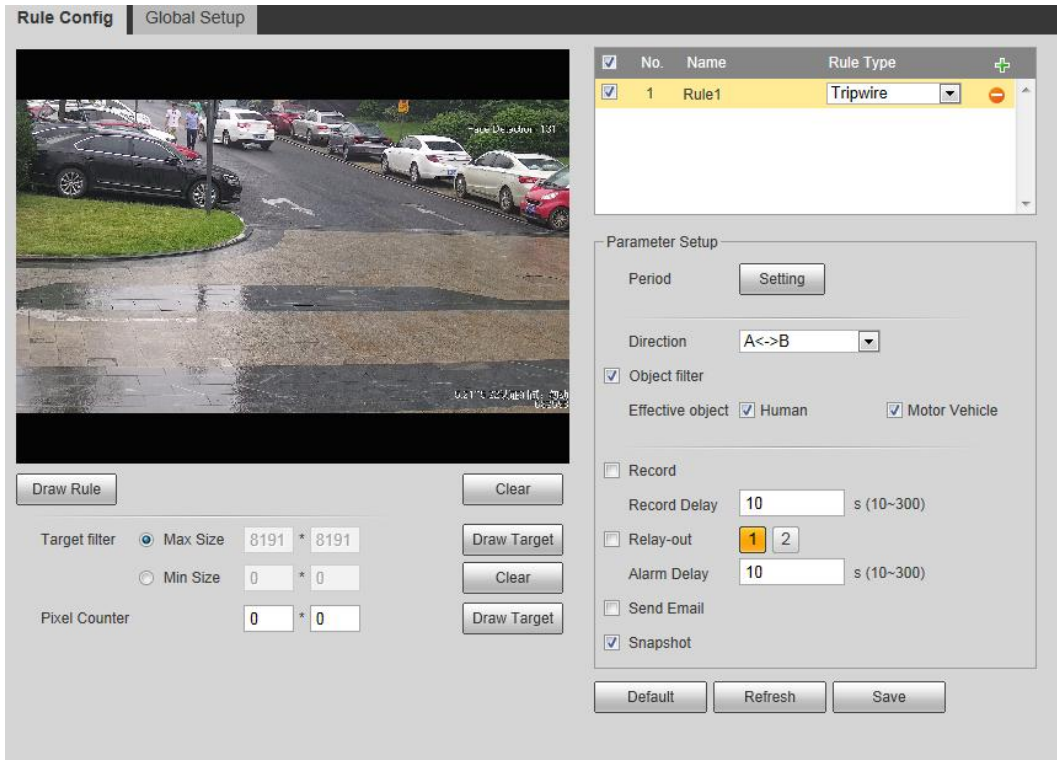 Rule Config Global Setup
No. Name Rule Type
1 Rule1 Tripwire
Face Detection 131
Parameter Setup
Period Setting
Direction A<->B
Object filter
Effective object Human Motor Vehicle
Record
Record Delay 10 s (10~300)
Relay-out 1 2
Alarm Delay 10 s (10~300)
Send Email
Snapshot
Default Refresh Save
Draw Rule Clear
Target filter Max Size 8191 * 8191 Draw Target
Min Size 0 * 0 Clear
Pixel Counter 0 * 0 Draw Target